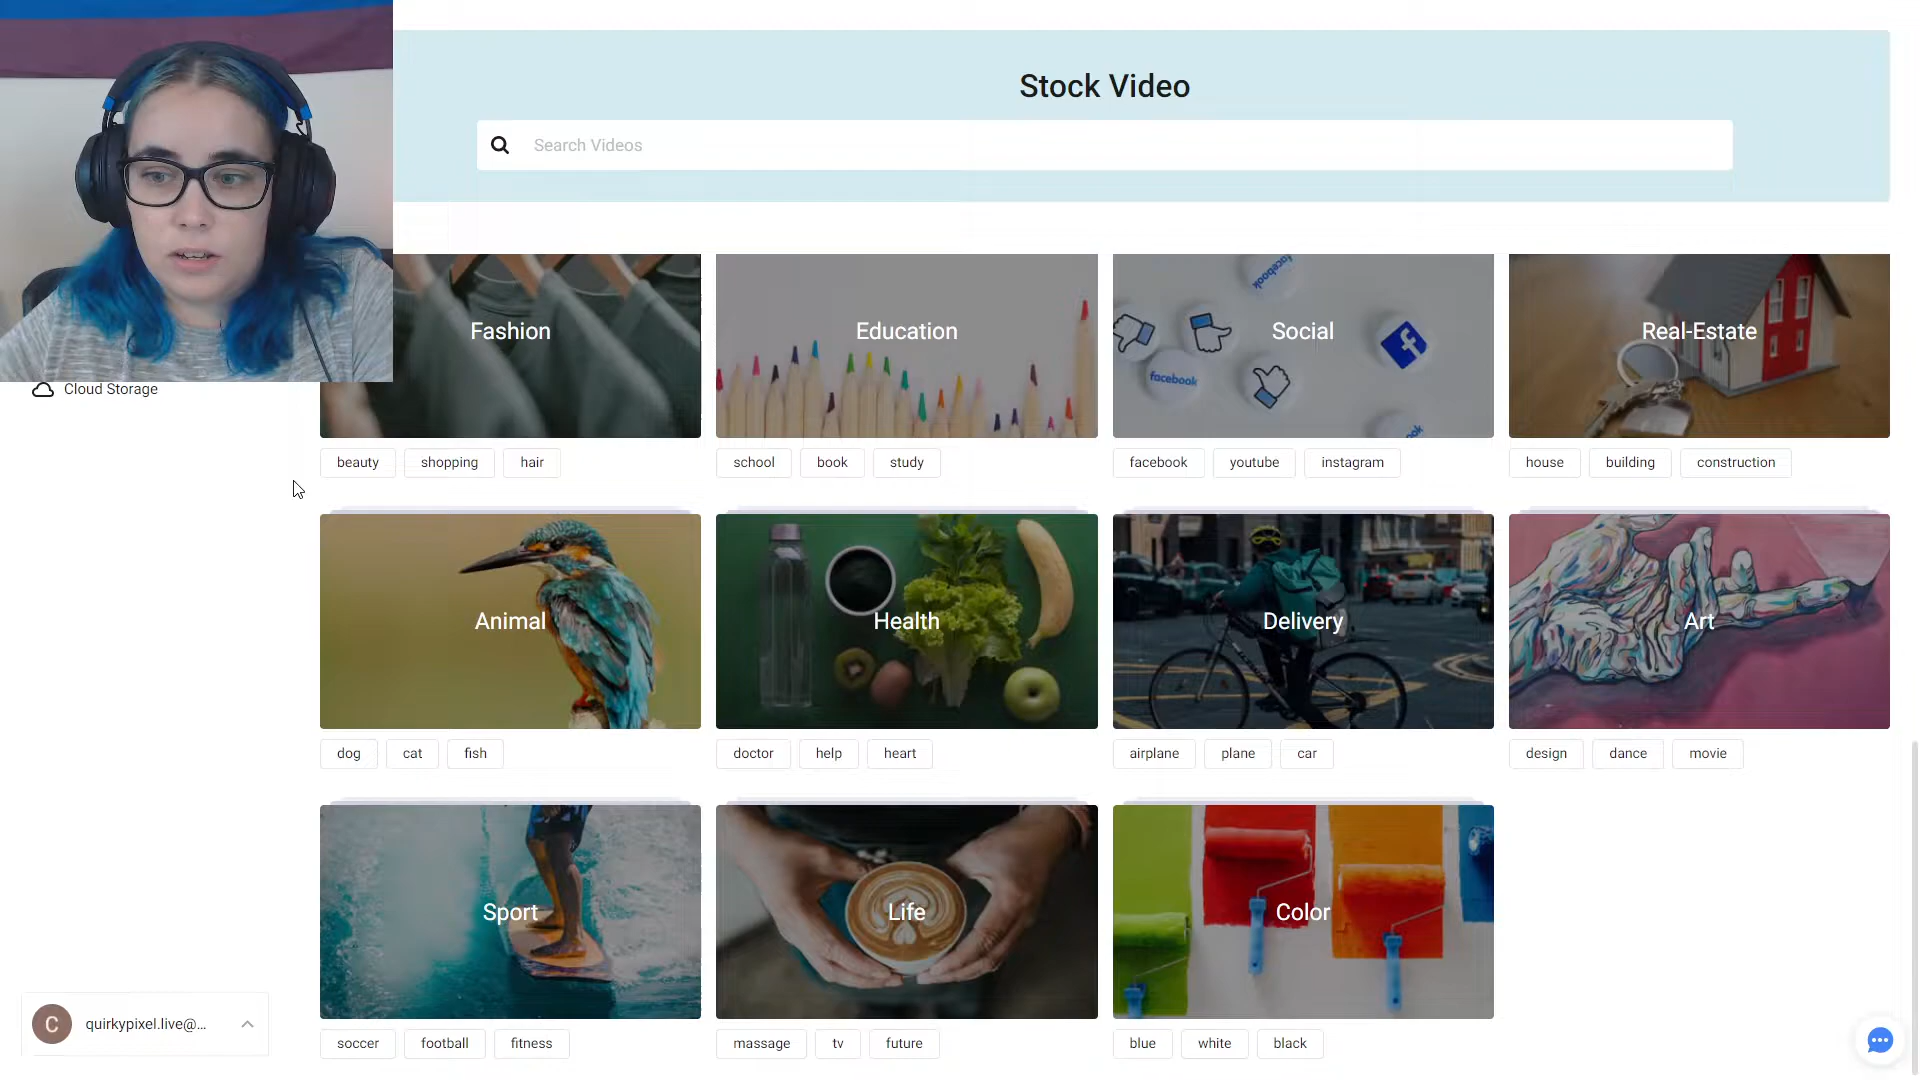 Stock Video
Search Videos
Fashion
Education
Social
Real-Estate
facebook
facebook
Cloud Storage
beauty shopping hair
school book study
facebook youtube instagram
house building construction
Animal
Health
Delivery
Art
dog cat fish
doctor help heart
airplane plane car
design dance movie
Sport
Life
Color
quirkypixel.live@...
C
soccer football fitness
massage tv future
blue white black